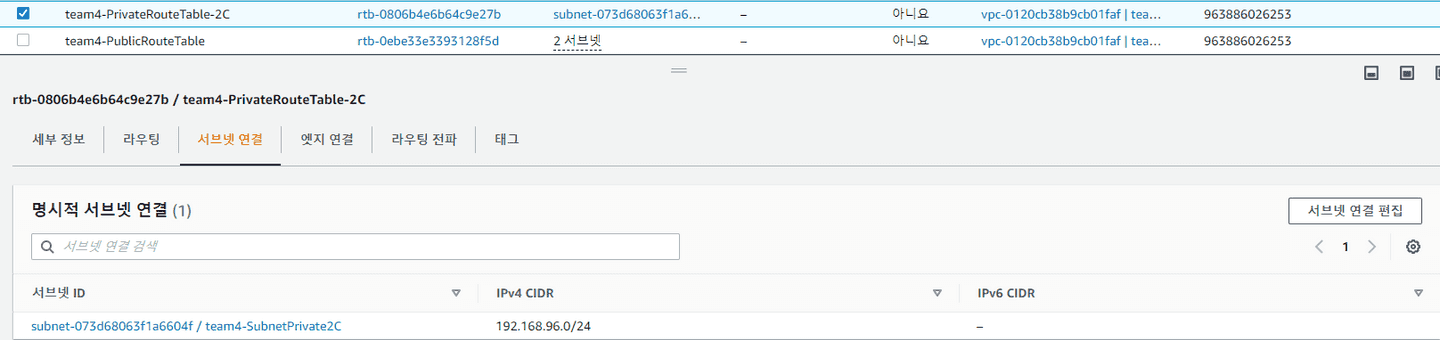 team4-PrivateRouteTable-2C rtb-0806b4e6b64c9e27b subnet-073d68063f1a6... – 아니요 vpc-0120cb38b9cb01faf | tea... 963886026253
team4-PublicRouteTable rtb-0ebe33e3393128f5d 2 서브넷 – 아니요 vpc-0120cb38b9cb01faf | tea... 963886026253
rtb-0806b4e6b64c9e27b / team4-PrivateRouteTable-2C
세부 정보 라우팅 서브넷 연결 엣지 연결 라우팅 전파 태그
명시적 서브넷 연결 (1) 서브넷 연결 편집
서브넷 연결 검색 1
서브넷 ID IPv4 CIDR IPv6 CIDR
subnet-073d68063f1a6604f / team4-SubnetPrivate2C 192.168.96.0/24 –